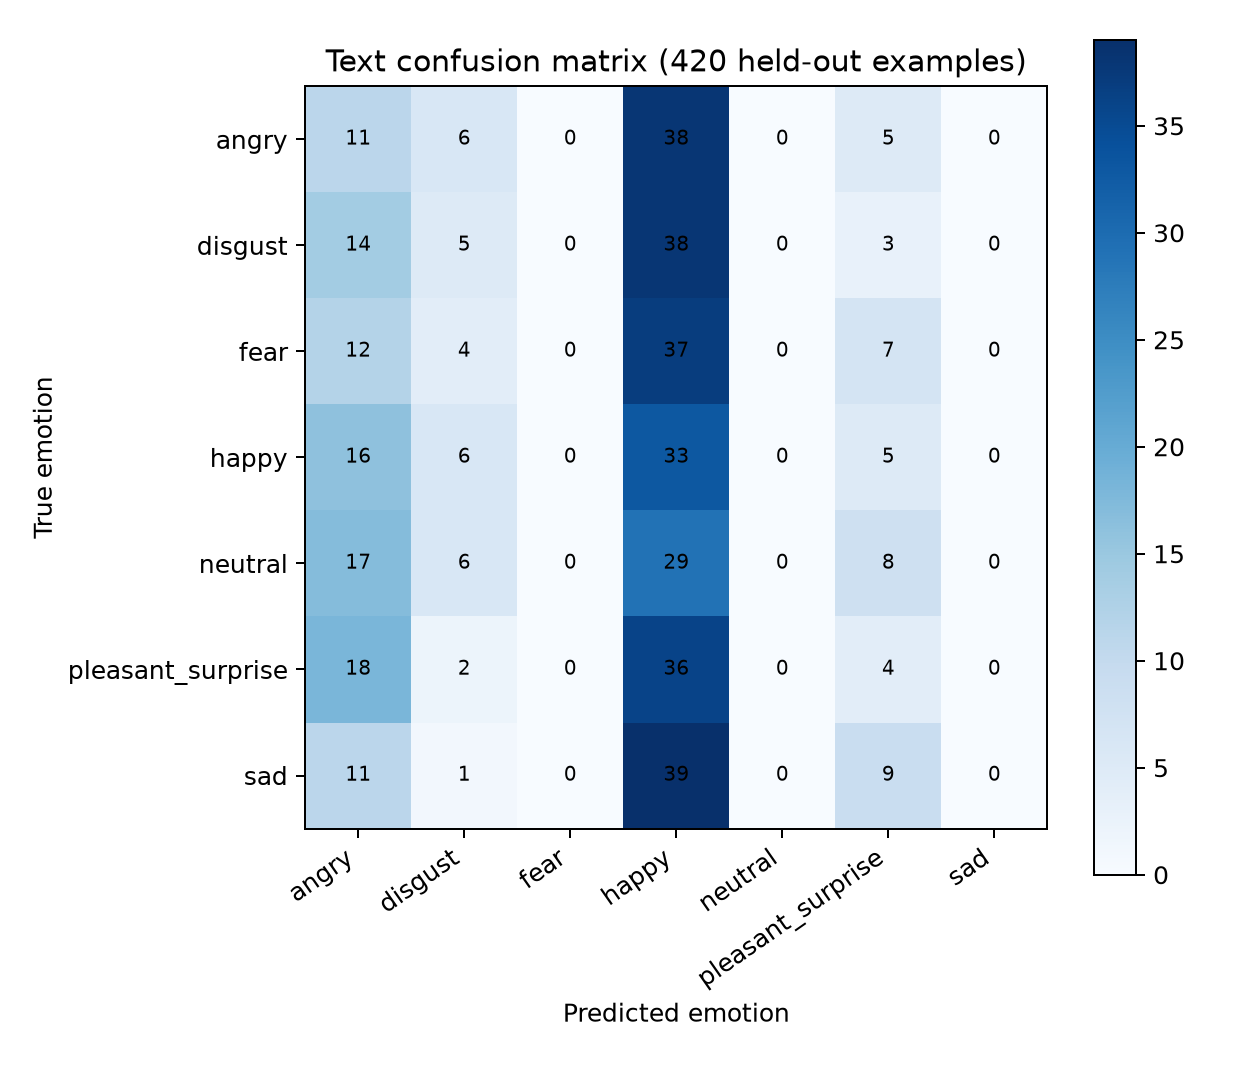 Text confusion matrix (420 held-out examples)
True emotion
angry 11 6 0 38 0 5 0
disgust 14 5 0 38 0 3 0
fear 12 4 0 37 0 7 0
happy 16 6 0 33 0 5 0
neutral 17 6 0 29 0 8 0
pleasant_surprise 18 2 0 36 0 4 0
sad 11 1 0 39 0 9 0
angry disgust fear happy neutral pleasant_surprise sad
Predicted emotion
35
30
25
20
15
10
5
0